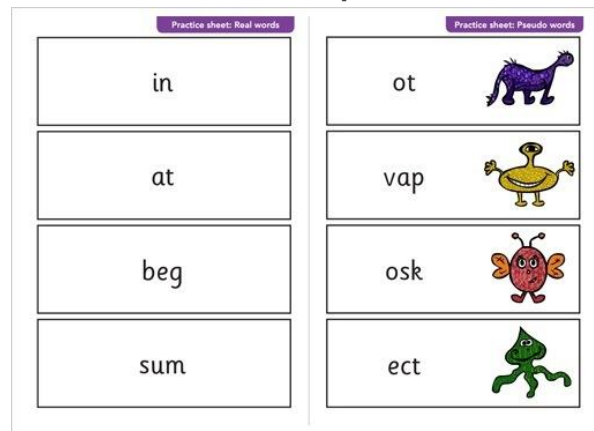 Practice sheet: Real words
in
at
beg
sum
Practice sheet: Pseudo words
ot
vap
osk
ect